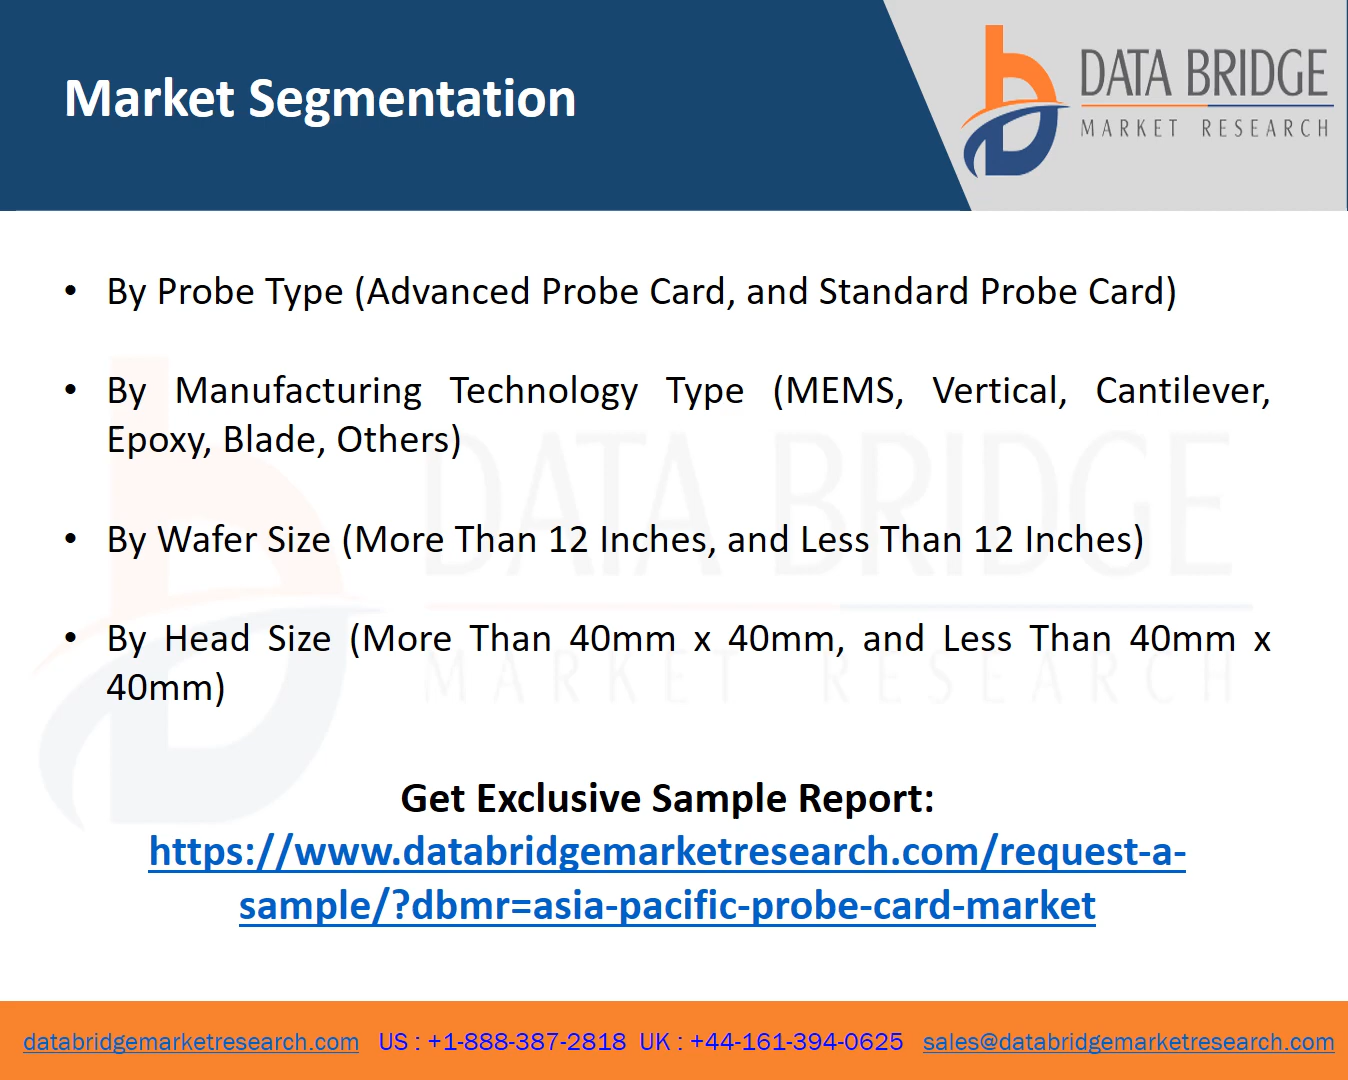 Market Segmentation
DATA BRIDGE
MARKET RESEARCH
• By Probe Type (Advanced Probe Card, and Standard Probe Card)
• By Manufacturing Technology Type (MEMS, Vertical, Cantilever,
Epoxy, Blade, Others)
• By Wafer Size (More Than 12 Inches, and Less Than 12 Inches)
• By Head Size (More Than 40mm x 40mm, and Less Than 40mm x
40mm)
DATA BRIDGE
MARKET RESEARCH
Get Exclusive Sample Report:
https://www.databridgemarketresearch.com/request-a-
sample/?dbmr=asia-pacific-probe-card-market
databridgemarketresearch.com US : +1-888-387-2818 UK : +44-161-394-0625 sales@databridgemarketresearch.com